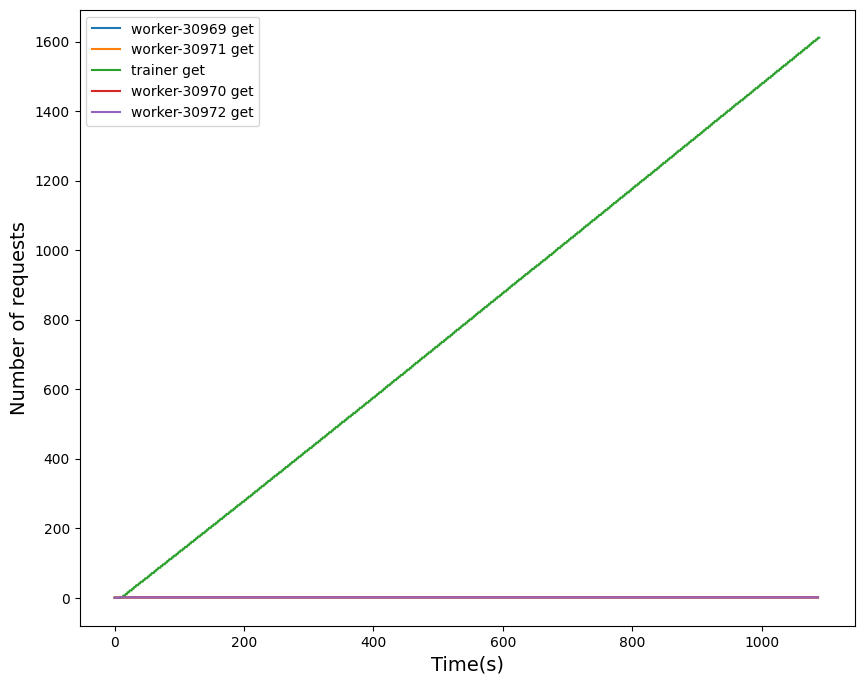 worker-30969 get
worker-30971 get
trainer get
worker-30970 get
worker-30972 get
1600
1400
1200
1000
800
600
400
200
0
Number of requests
0 200 400 600 800 1000
Time(s)